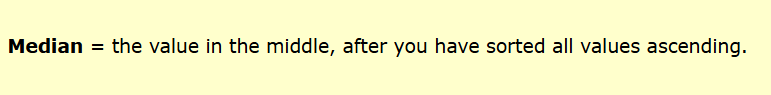 Median = the value in the middle, after you have sorted all values ascending.